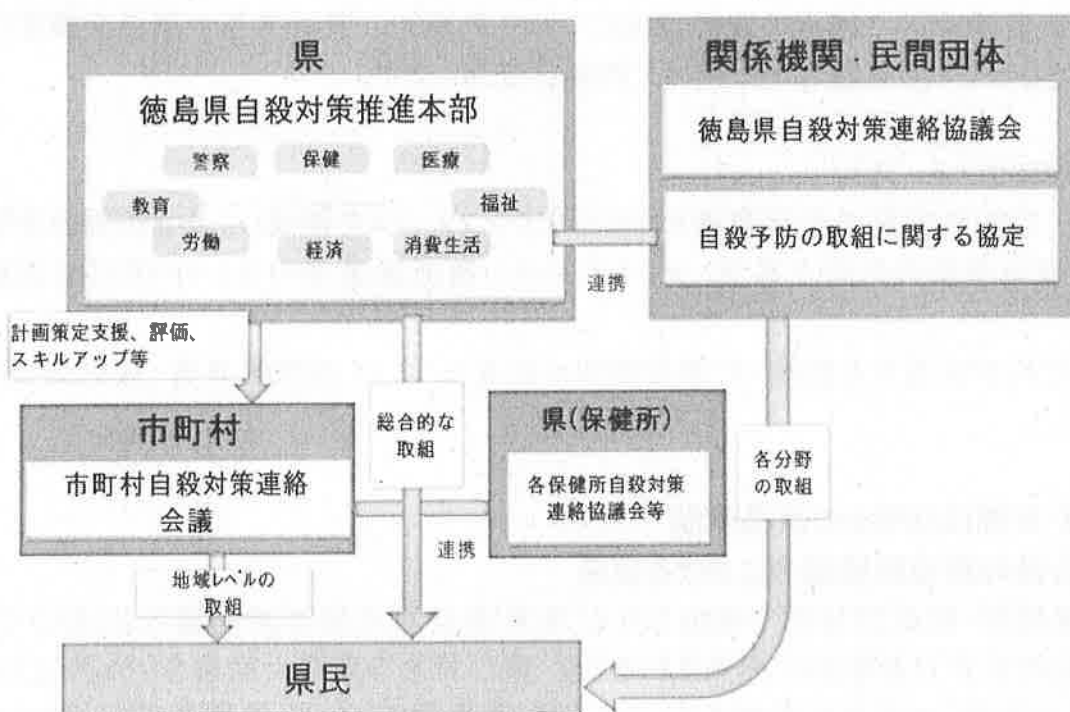 県
徳島県自殺対策推進本部
警察
保健
医療
教育
福祉
労働
経済
消費生活
関係機関・民間団体
徳島県自殺対策連絡協議会
自殺予防の取組に関する協定
連携
計画策定支援、評価、
スキルアップ等
総合的な
取組
市町村
市町村自殺対策連絡
会議
県(保健所)
各保健所自殺対策
連絡協議会等
各分野
の取組
連携
地域レベルの
取組
県民